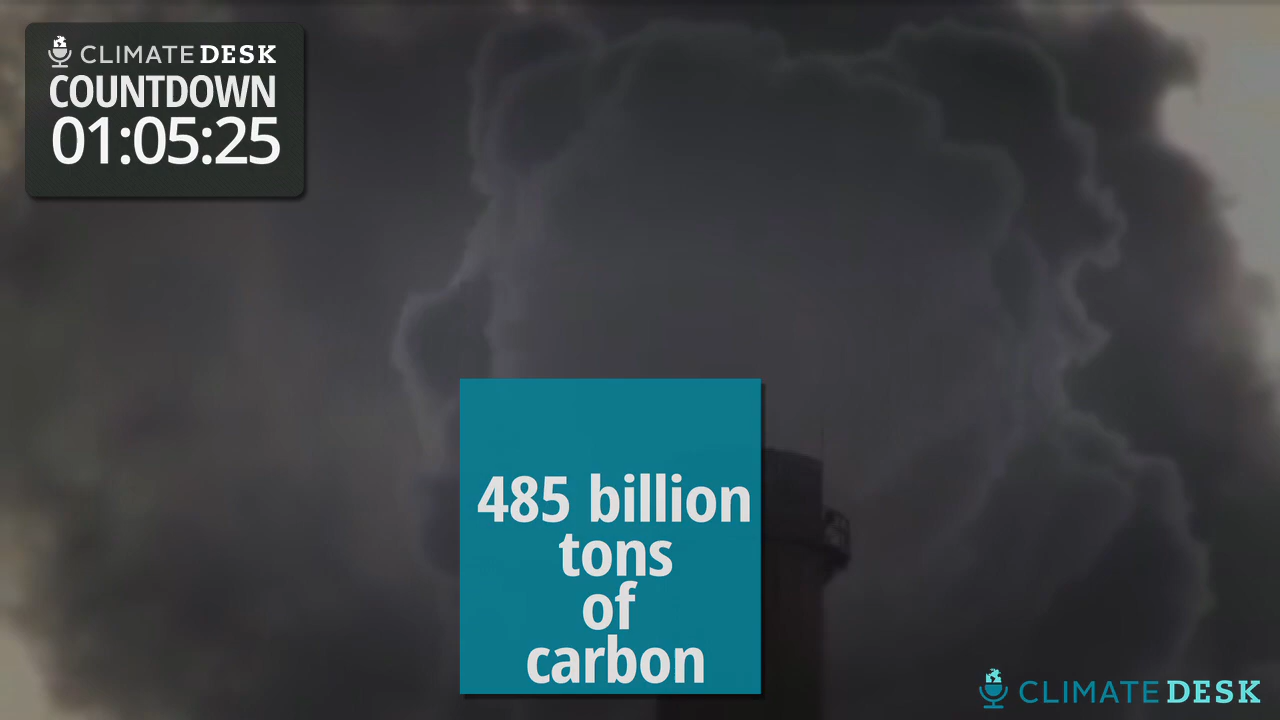 CLIMATE DESK
COUNTDOWN
01:05:25
485 billion
tons
of
carbon
CLIMATE DESK